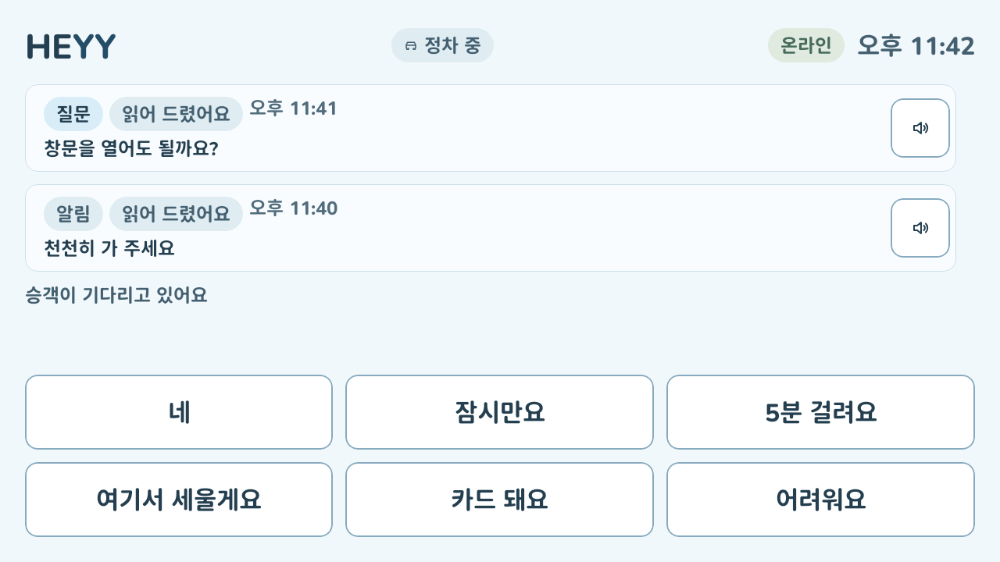 HEYY
정차 중
온라인 오후 11:42
질문 읽어 드렸어요 오후 11:41
창문을 열어도 될까요?
알림 읽어 드렸어요 오후 11:40
천천히 가 주세요
승객이 기다리고 있어요
네
잠시만요
5분 걸려요
여기서 세울게요
카드 돼요
어려워요